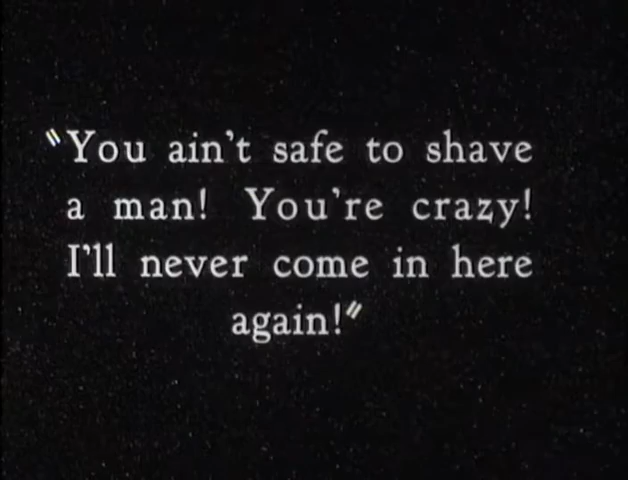 "You ain't safe to shave
a man! You're crazy!
I'll never come in here
again!"